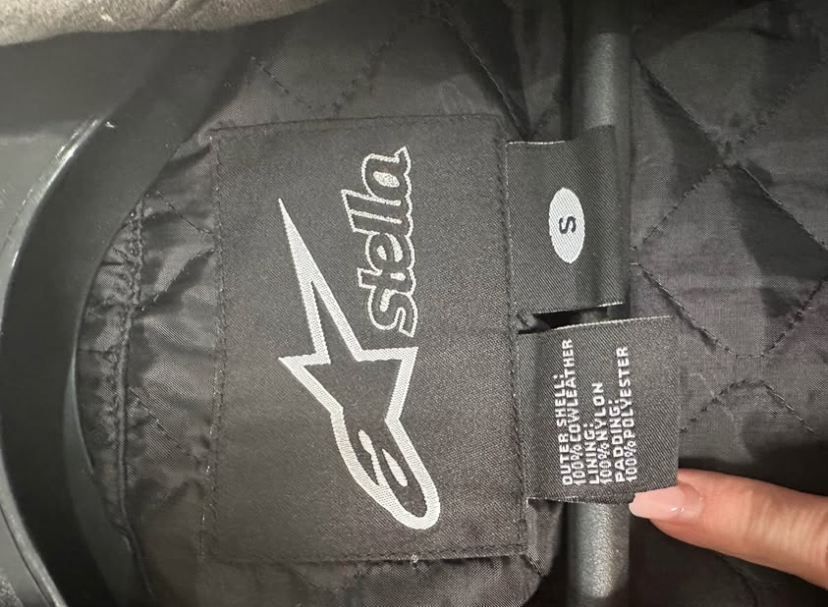 stella
S
OUTER SHELL:
100%COWLEATHER
LINING:
100%NYLON
PADDING:
100%POLYESTER